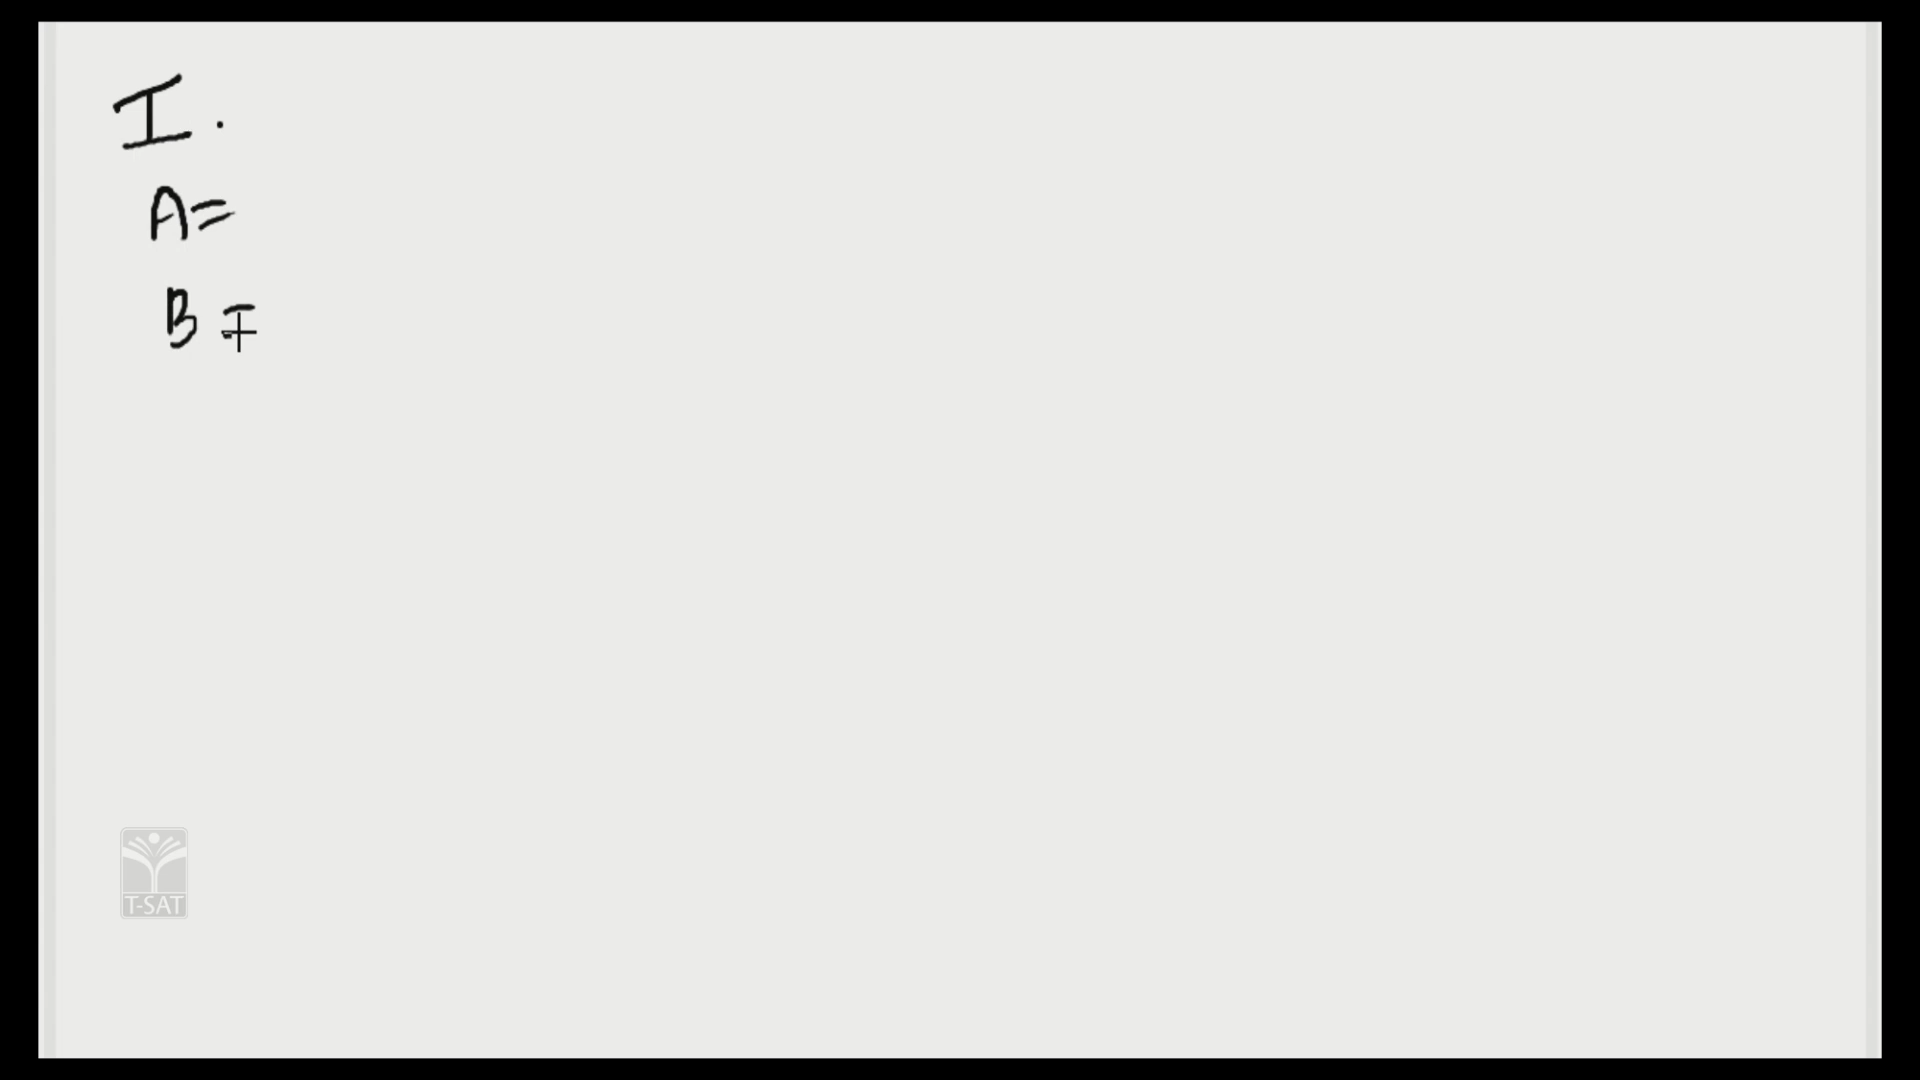 I.
A=
B =
T-SAT